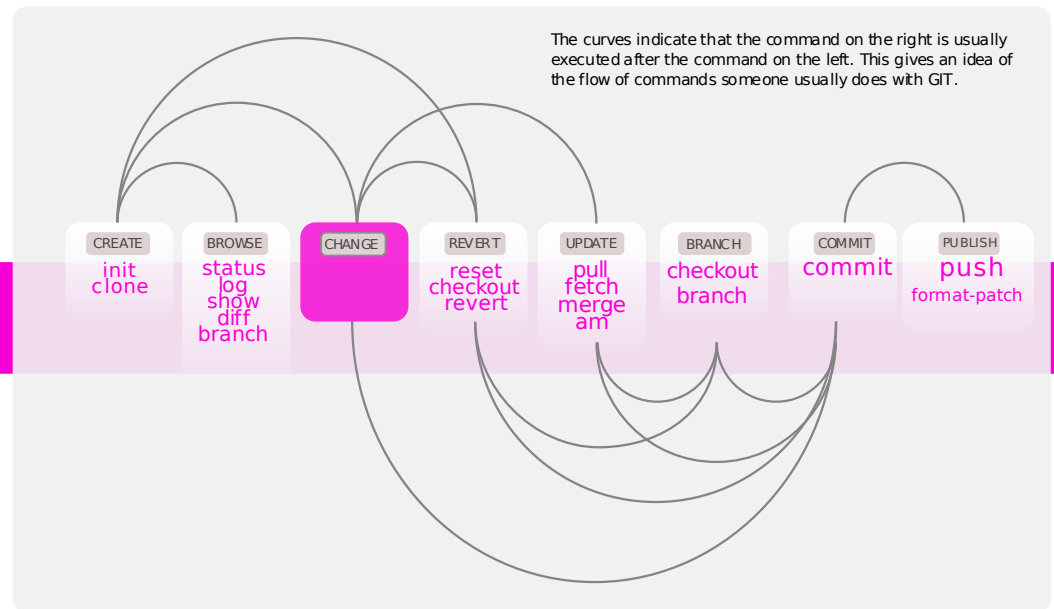 The curves indicate that the command on the right is usually
executed after the command on the left. This gives an idea of
the flow of commands someone usually does with GIT.
CREATE
init
clone
BROWSE
status
log
show
diff
branch
CHANGE
REVERT
reset
checkout
revert
UPDATE
pull
fetch
merge
am
BRANCH
checkout
branch
COMMIT
commit
PUBLISH
push
format-patch